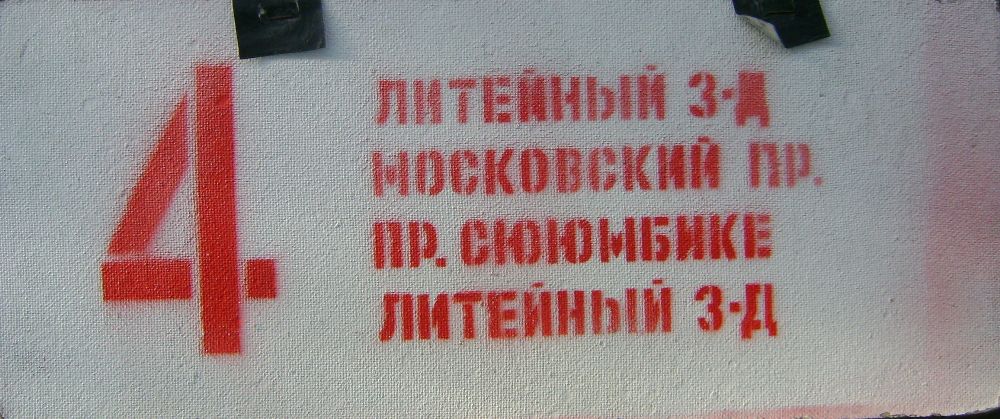 4
ЛИТЕЙНЫЙ З-Д
МОСКОВСКИЙ ПР.
ПР. СЮЮМБИКЕ
ЛИТЕЙНЫЙ З-Д